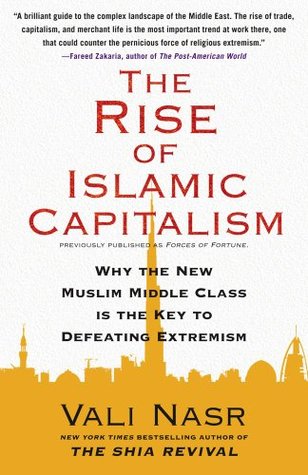 "A brilliant guide to the complex landscape of the Middle East. The rise of trade,
capitalism, and merchant life is the most important trend at work there, one
that could counter the pernicious force of religious extremism."
—Fareed Zakaria, author of The Post-American World
THE
RISE
OF
ISLAMIC
CAPITALISM
PREVIOUSLY PUBLISHED AS FORCES OF FORTUNE.
WHY THE NEW
MUSLIM MIDDLE CLASS
IS THE KEY TO
DEFEATING EXTREMISM
VALI NASR
NEW YORK TIMES BESTSELLING AUTHOR OF
THE SHIA REVIVAL